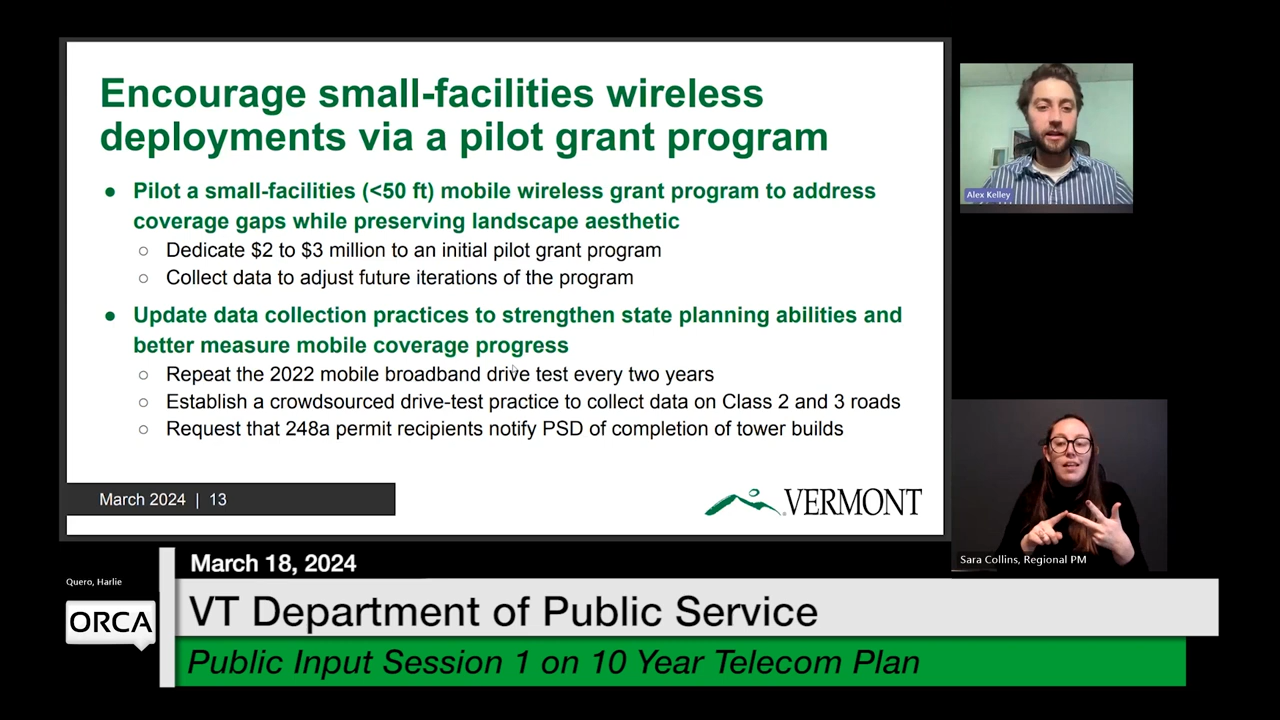 Encourage small-facilities wireless
deployments via a pilot grant program
● Pilot a small-facilities (<50 ft) mobile wireless grant program to address
coverage gaps while preserving landscape aesthetic
○ Dedicate $2 to $3 million to an initial pilot grant program
○ Collect data to adjust future iterations of the program
● Update data collection practices to strengthen state planning abilities and
better measure mobile coverage progress
○ Repeat the 2022 mobile broadband drive test every two years
○ Establish a crowdsourced drive-test practice to collect data on Class 2 and 3 roads
○ Request that 248a permit recipients notify PSD of completion of tower builds
March 2024 | 13
VERMONT
Alex Kelley
Sara Collins, Regional PM
Quero, Harlie
ORCA
March 18, 2024
VT Department of Public Service
Public Input Session 1 on 10 Year Telecom Plan